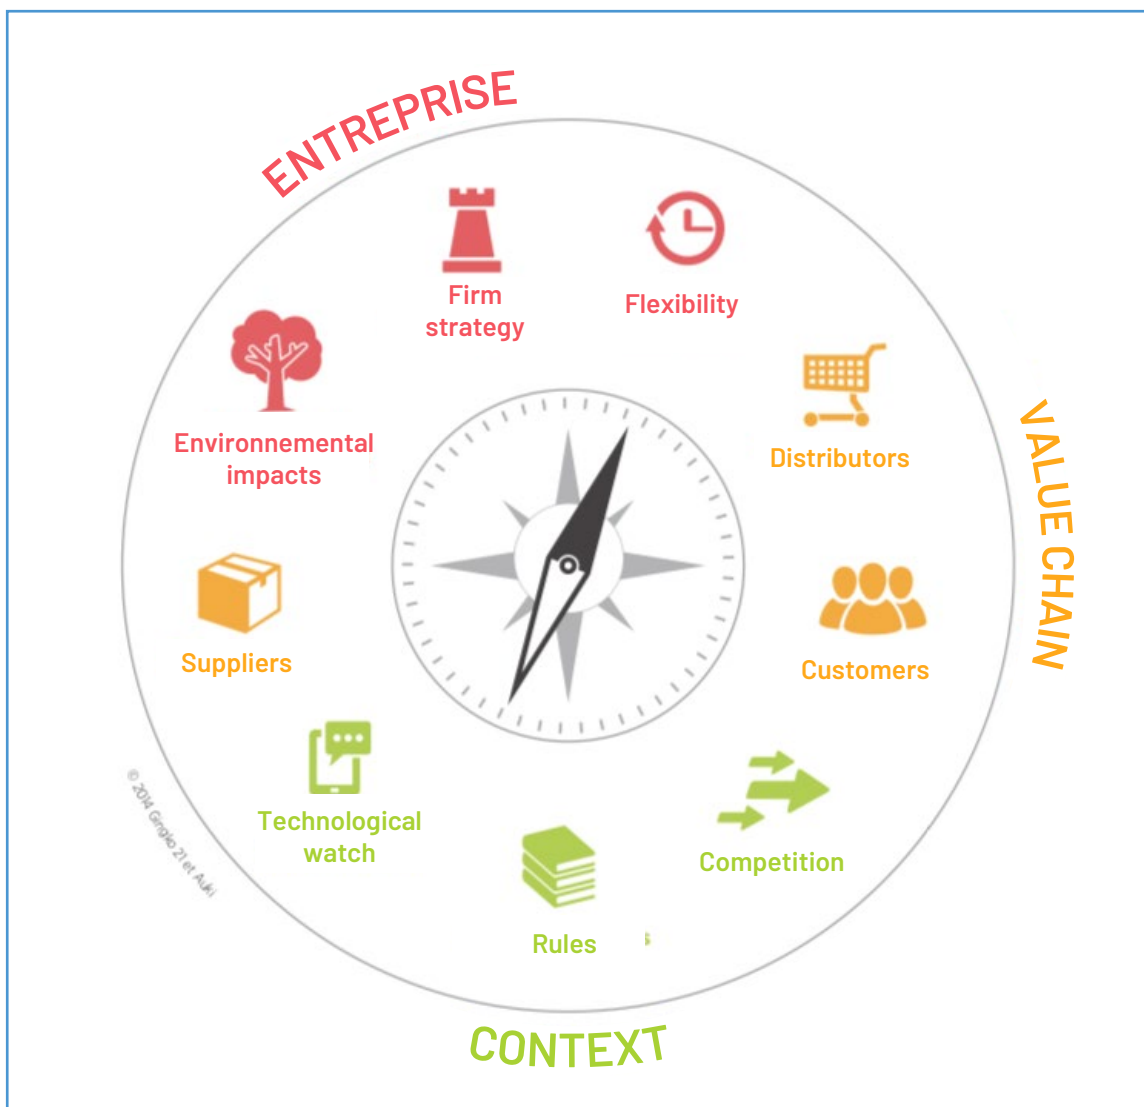 ENTREPRISE
Firm
strategy
Flexibility
Environnemental
impacts
Distributors
VALUE CHAIN
Suppliers
Customers
Technological
watch
Competition
© 2014 Gingko 21 et Auki
Rules
CONTEXT